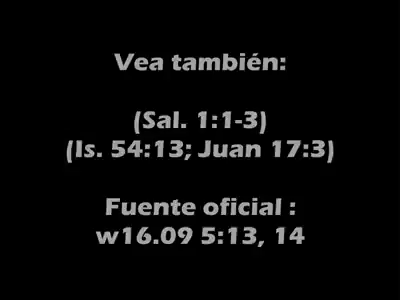 Vea también:
(Sal. 1:1-3)
(Is. 54:13; Juan 17:3)
Fuente oficial :
w16.09 5:13, 14